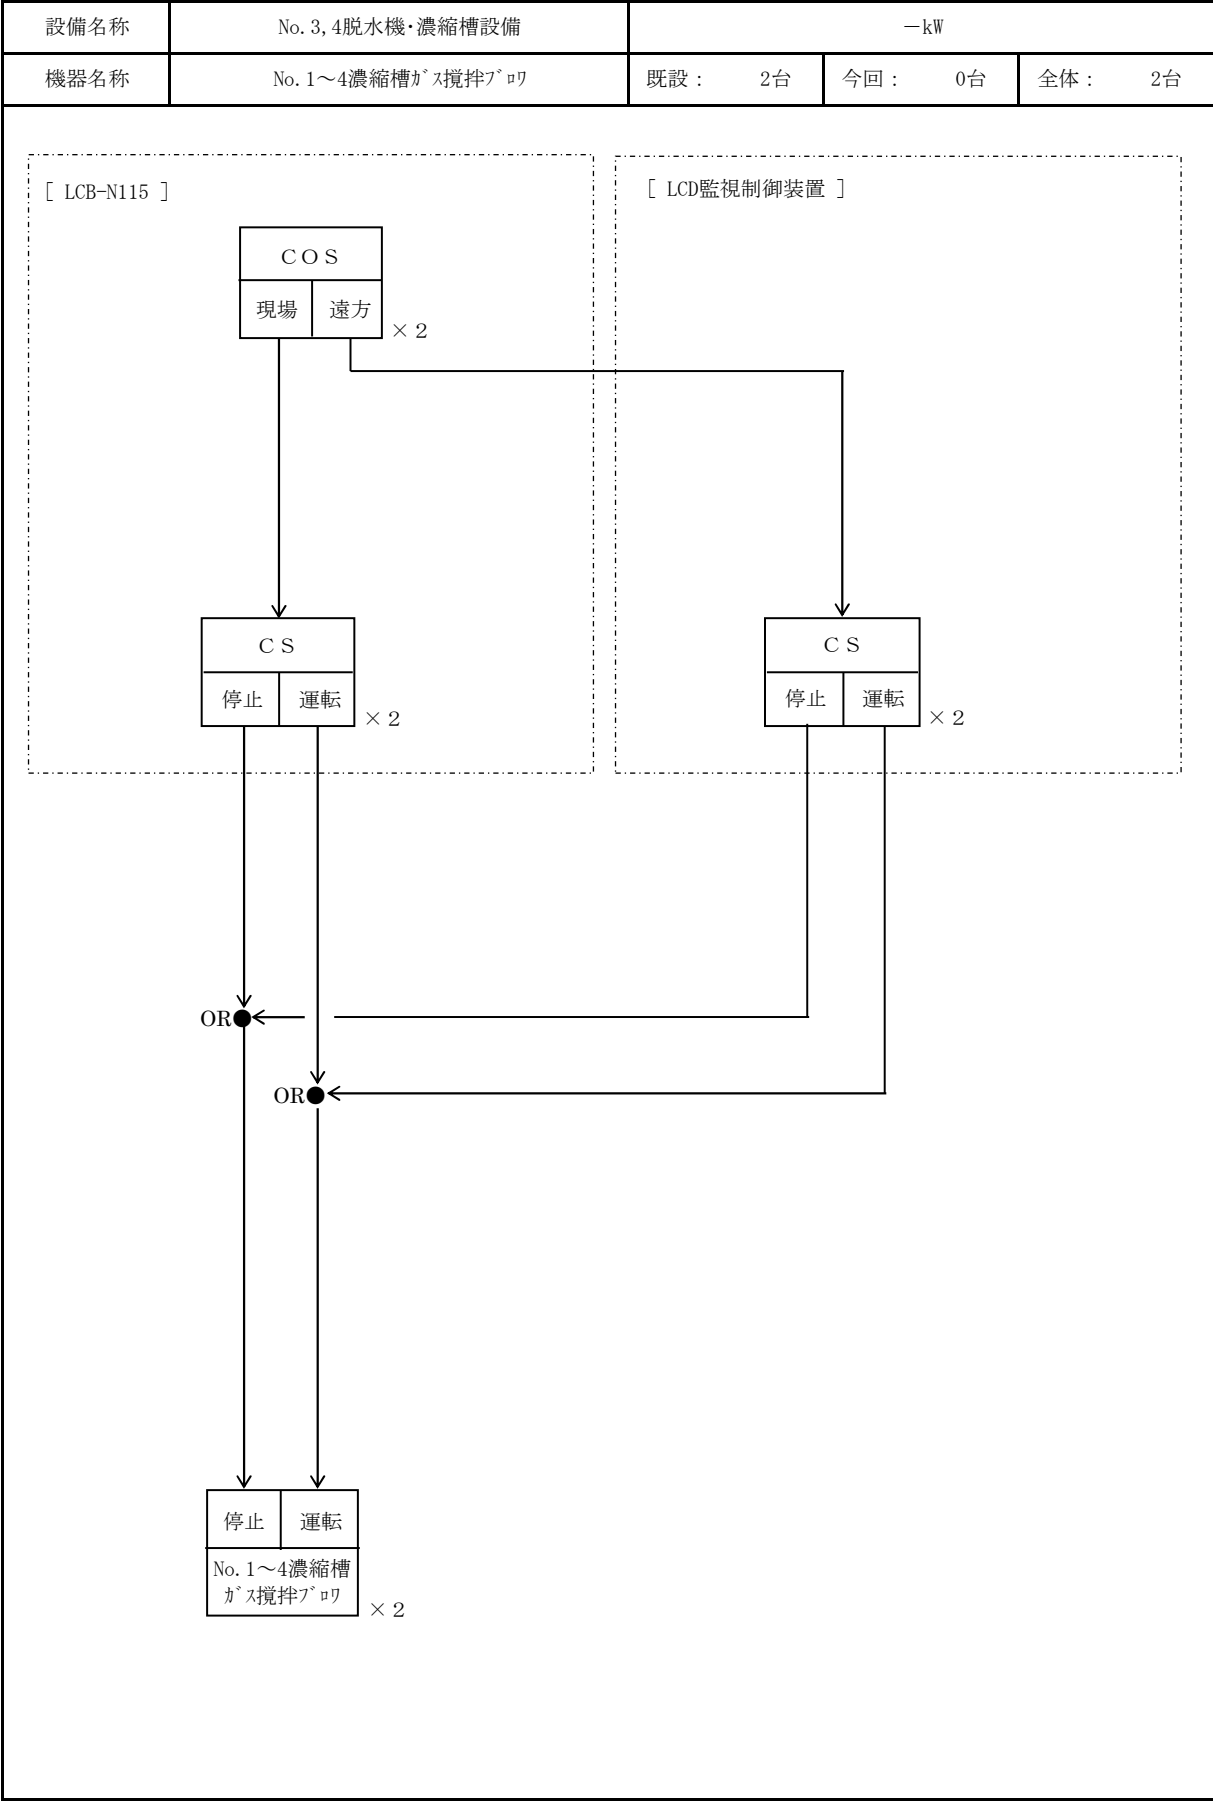 設備名称 No.3,4脱水機･濃縮槽設備 －kW
機器名称 No.1～4濃縮槽ｶﾞｽ撹拌ﾌﾞﾛﾜ 既設： 2台 今回： 0台 全体： 2台
［ LCB-N115 ］
［ LCD監視制御装置 ］
ＣＯＳ
現場 遠方
×２
ＣＳ
停止 運転
×２
ＣＳ
停止 運転
×２
OR
OR
停止 運転
No.1～4濃縮槽
ｶﾞｽ撹拌ﾌﾞﾛﾜ
×２